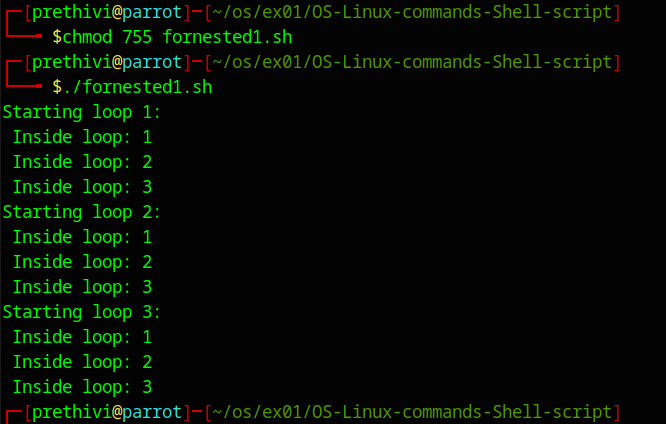 ┌─[prethivi@parrot]─[~/os/ex01/OS-Linux-commands-Shell-script]
└──╼ $chmod 755 fornested1.sh
┌─[prethivi@parrot]─[~/os/ex01/OS-Linux-commands-Shell-script]
└──╼ $./fornested1.sh
Starting loop 1:
 Inside loop: 1
 Inside loop: 2
 Inside loop: 3
Starting loop 2:
 Inside loop: 1
 Inside loop: 2
 Inside loop: 3
Starting loop 3:
 Inside loop: 1
 Inside loop: 2
 Inside loop: 3
┌─[prethivi@parrot]─[~/os/ex01/OS-Linux-commands-Shell-script]